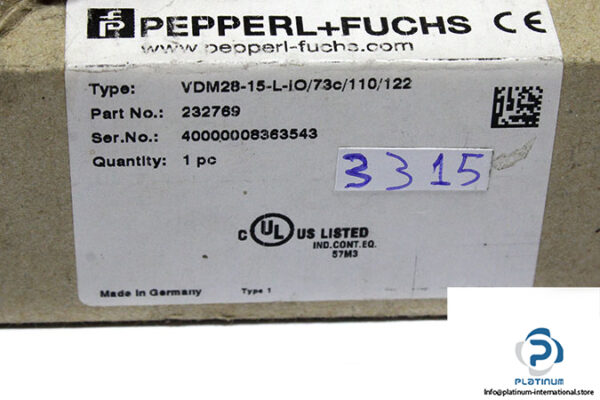 PEPPERL+FUCHS CE
www.pepperl-fuchs.com
Type: VDM28-15-L-IO/73c/110/122
Part No.: 232769
Ser.No.: 40000008363543
Quantity: 1 pc
3315
C UL US LISTED
IND.CONT.EQ.
57M3
Made in Germany Type 1
PLATINUM
Info@platinum-international.store